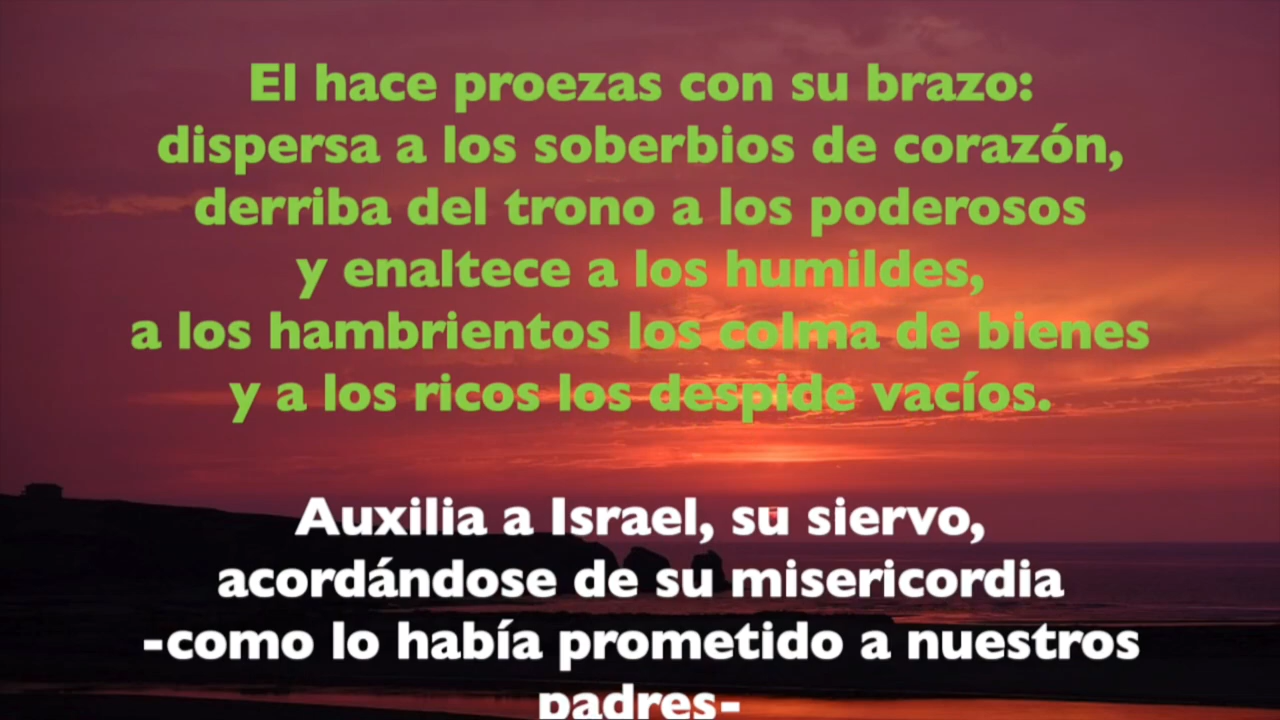 El hace proezas con su brazo:
dispersa a los soberbios de corazón,
derriba del trono a los poderosos
y enaltece a los humildes,
a los hambrientos los colma de bienes
y a los ricos los despide vacíos.
Auxilia a Israel, su siervo,
acordándose de su misericordia
-como lo había prometido a nuestros
padres-